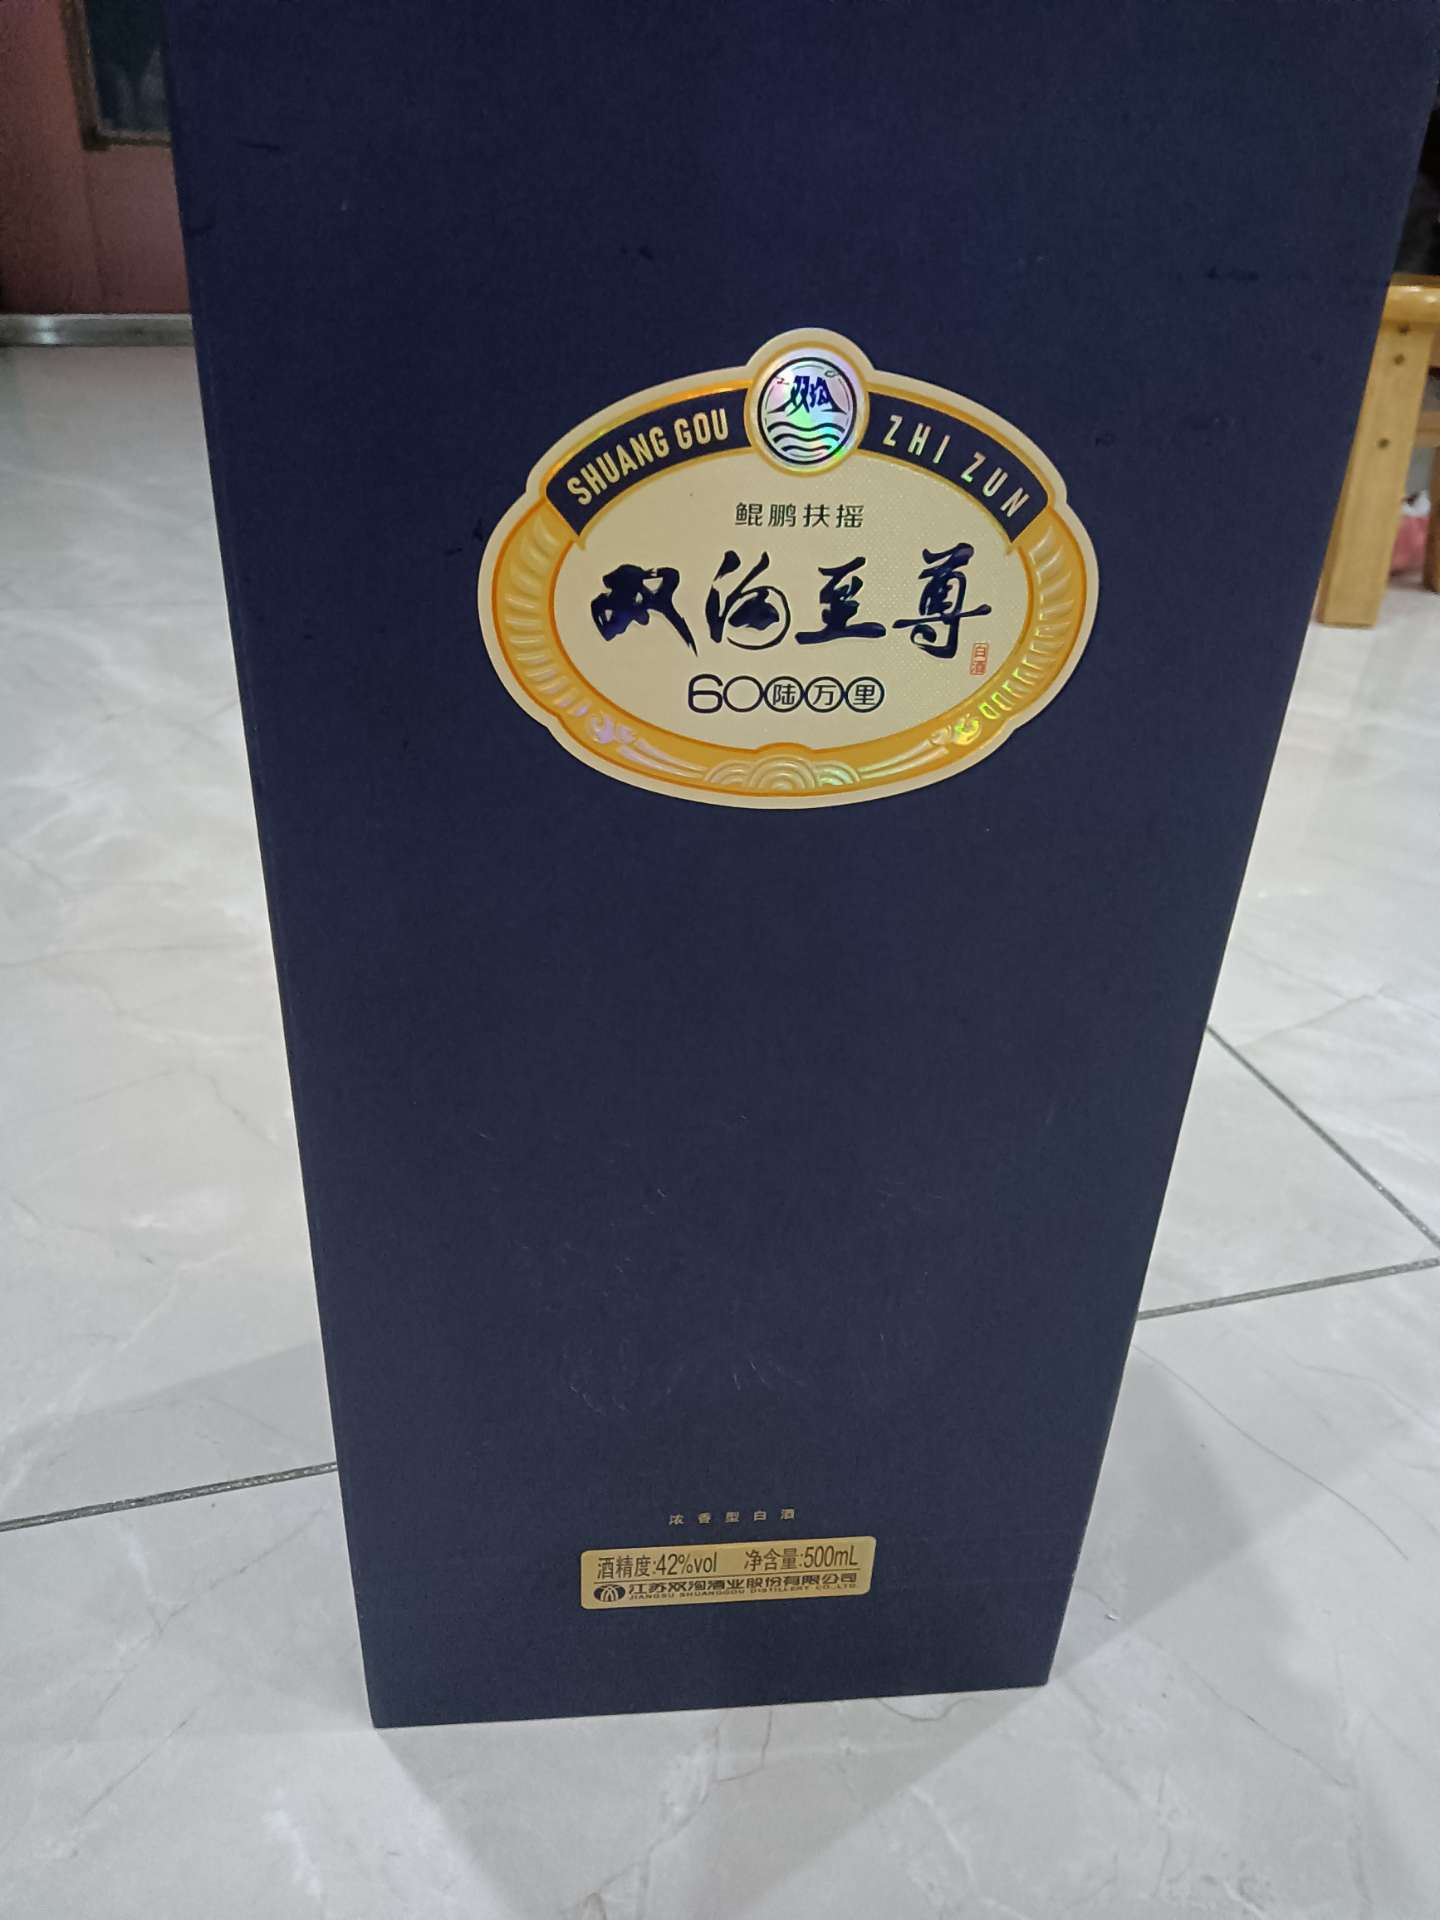 双沟
SHUANG GOU ZHI ZUN
鲲鹏扶摇
双沟至尊
白酒
60陆万里
浓香型白酒
酒精度:42%vol 净含量:500mL
江苏双沟酒业股份有限公司
JIANGSU SHUANGGOU DISTILLERY CO.,LTD.